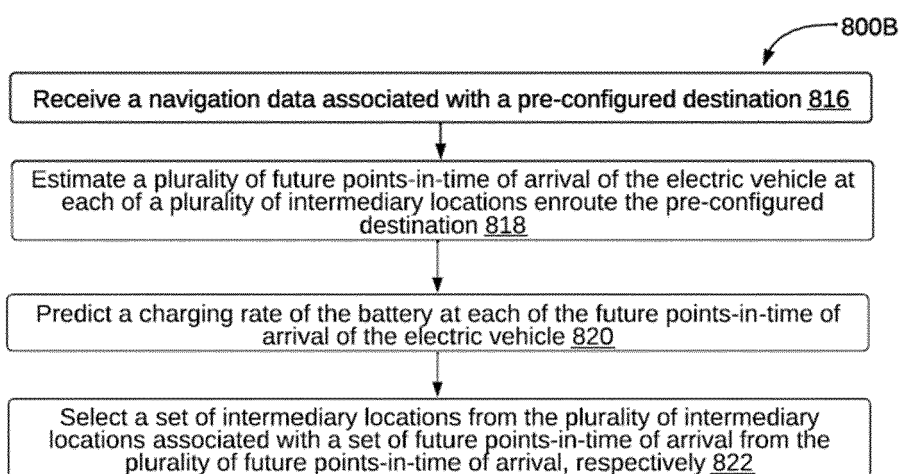 800B
Receive a navigation data associated with a pre-configured destination 816
Estimate a plurality of future points-in-time of arrival of the electric vehicle at
each of a plurality of intermediary locations enroute the pre-configured
destination 818
Predict a charging rate of the battery at each of the future points-in-time of
arrival of the electric vehicle 820
Select a set of intermediary locations from the plurality of intermediary
locations associated with a set of future points-in-time of arrival from the
plurality of future points-in-time of arrival, respectively 822